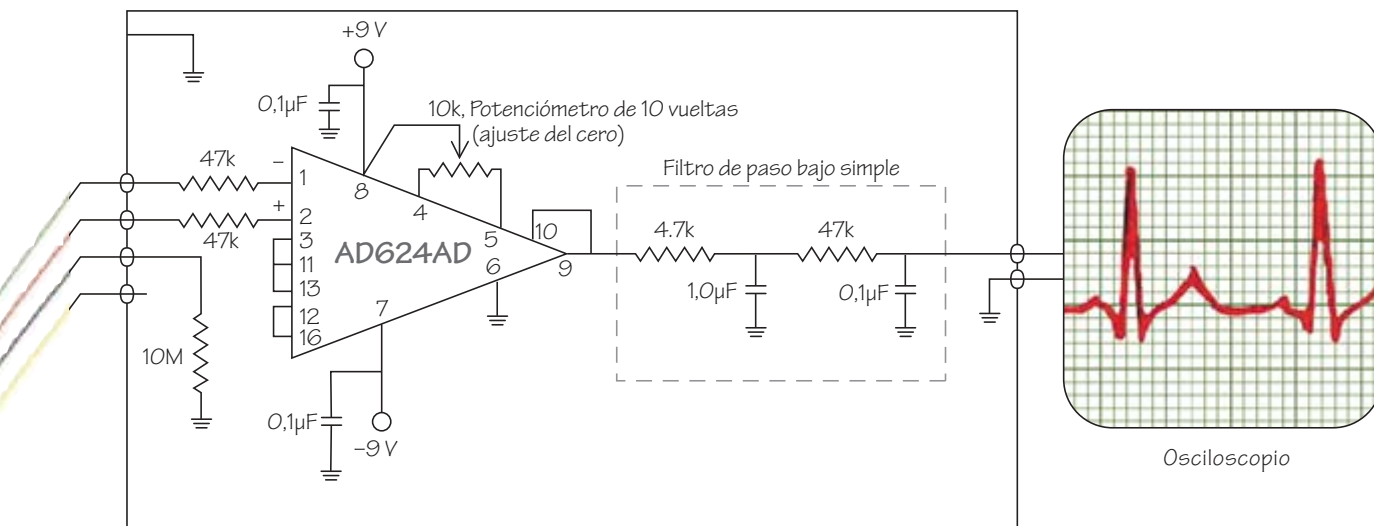 +9 V
0,1µF
10k, Potenciómetro de 10 vueltas
(ajuste del cero)
47k
−
1
8
4
+
2
47k
3
11
13
12
16
AD624AD
5
10
6
9
7
10M
0,1µF
−9 V
Filtro de paso bajo simple
4.7k
47k
1,0µF
0,1µF
Osciloscopio